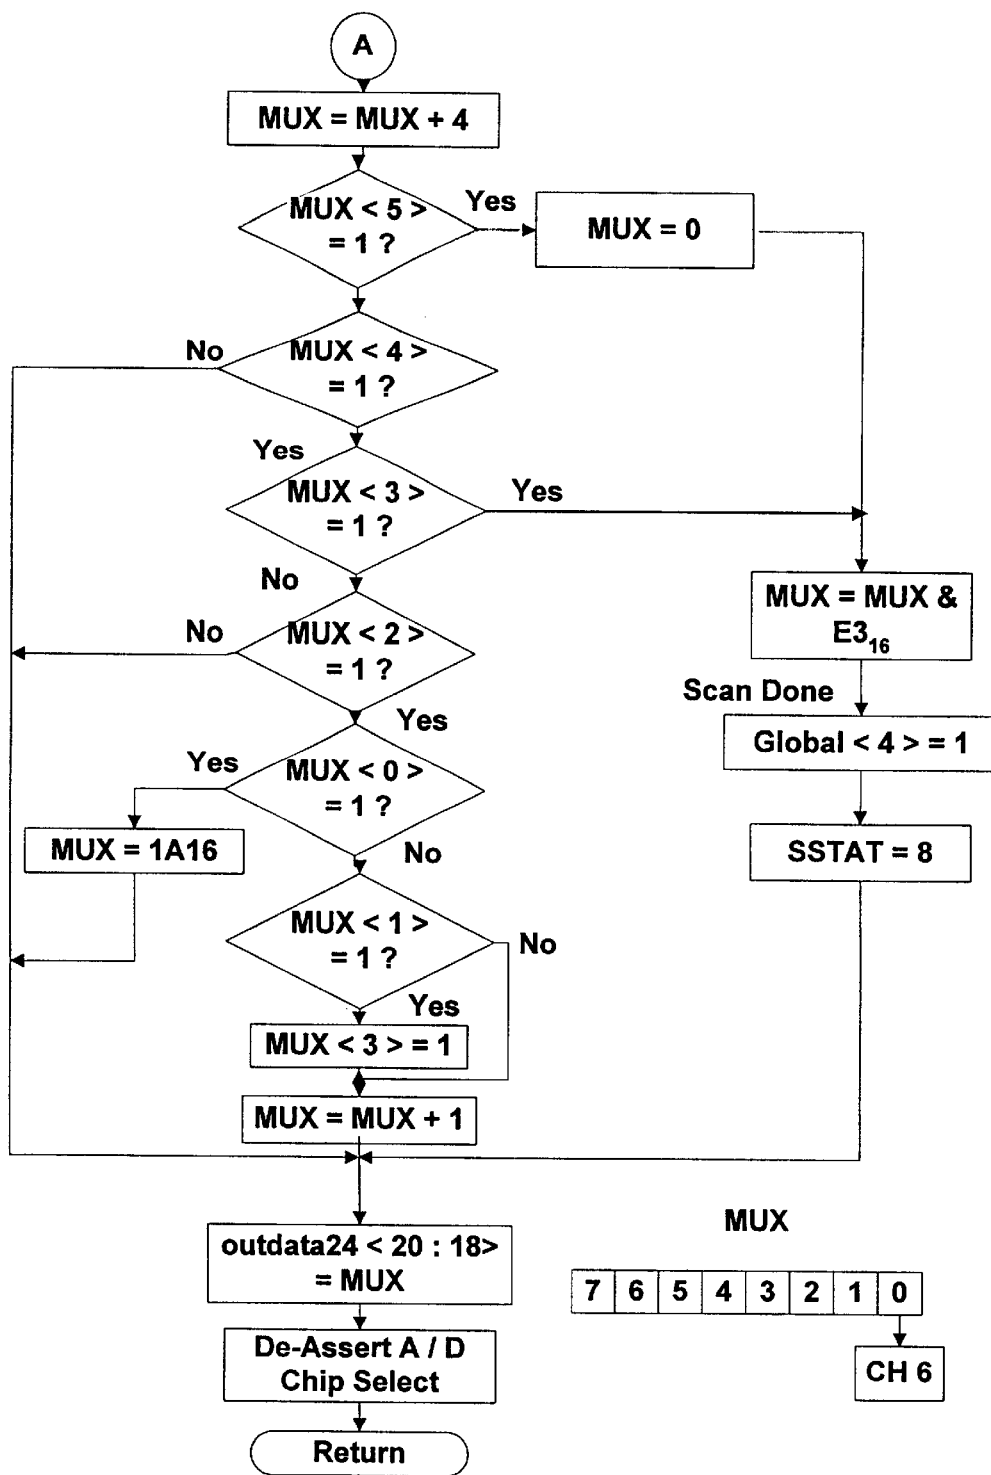 A
MUX = MUX + 4
MUX < 5 >
= 1 ?
Yes
MUX = 0
No
MUX < 4 >
= 1 ?
Yes
MUX < 3 >
= 1 ?
Yes
No
MUX = MUX &
E3₁₆
No
MUX < 2 >
= 1 ?
Scan Done
Yes
Global < 4 > = 1
Yes
MUX < 0 >
= 1 ?
MUX = 1A16
No
SSTAT = 8
MUX < 1 >
= 1 ?
No
Yes
MUX < 3 > = 1
MUX = MUX + 1
outdata24 < 20 : 18>
= MUX
De-Assert A / D
Chip Select
Return
MUX
7 6 5 4 3 2 1 0
CH 6